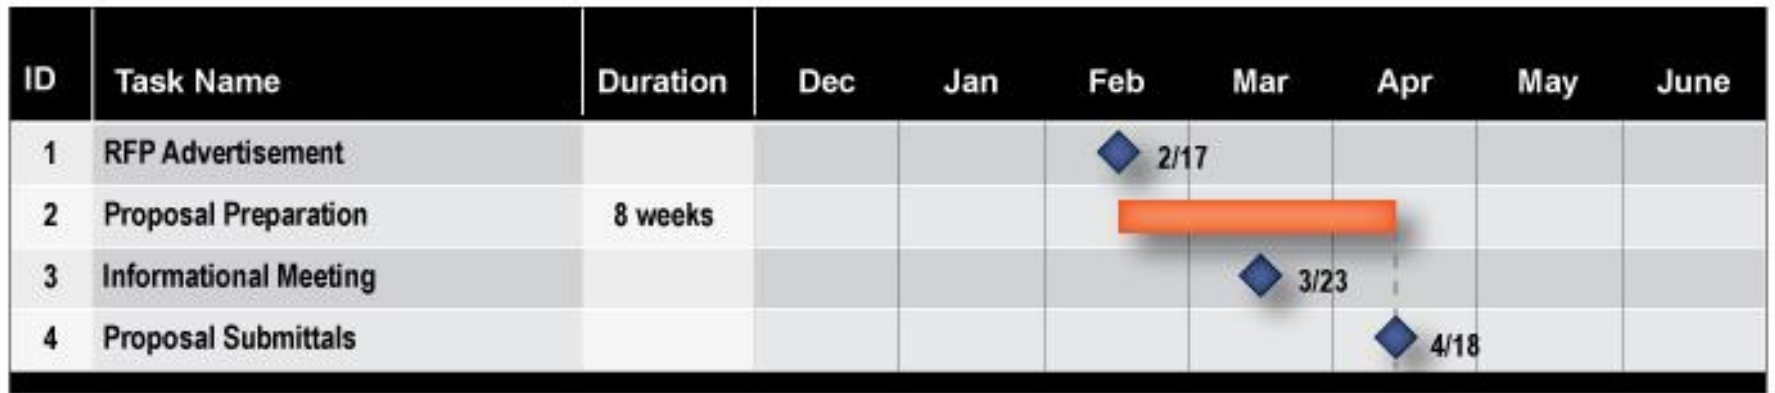 ID Task Name Duration Dec Jan Feb Mar Apr May June
1 RFP Advertisement 2/17
2 Proposal Preparation 8 weeks
3 Informational Meeting 3/23
4 Proposal Submittals 4/18